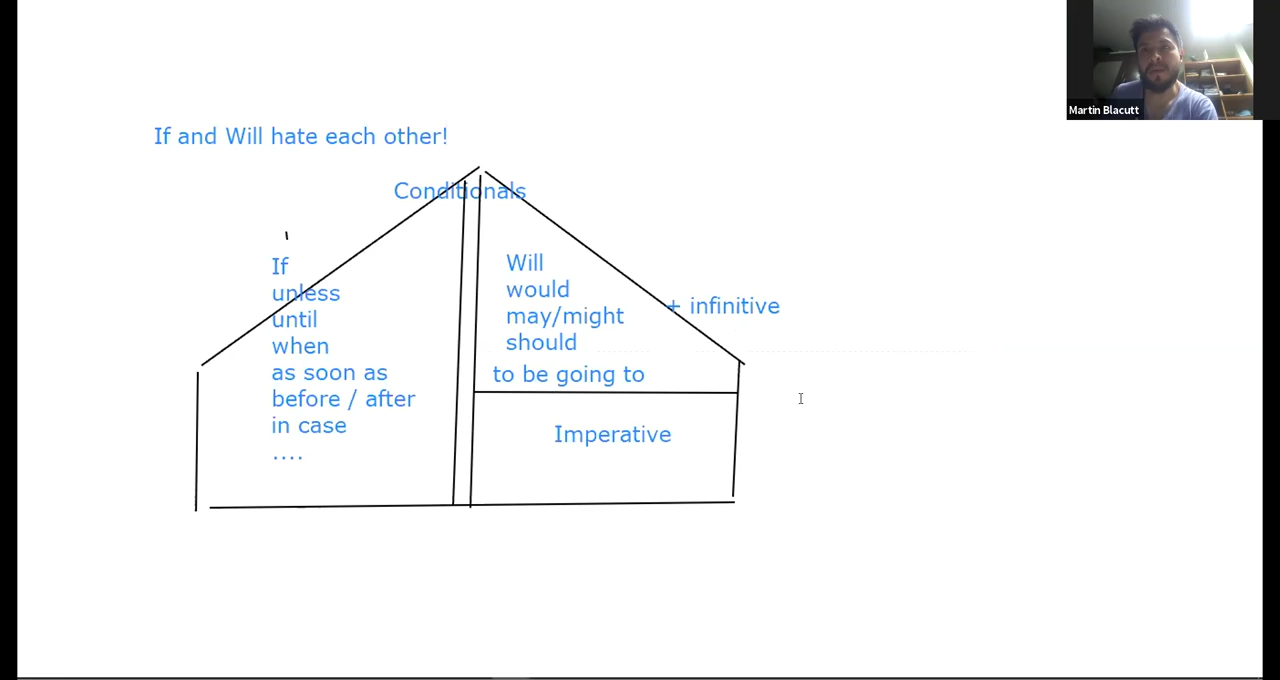 Martin Blacutt
If and Will hate each other!
Conditionals
If
unless
until
when
as soon as
before / after
in case
....
Will
would
may/might
should
to be going to
+ infinitive
Imperative